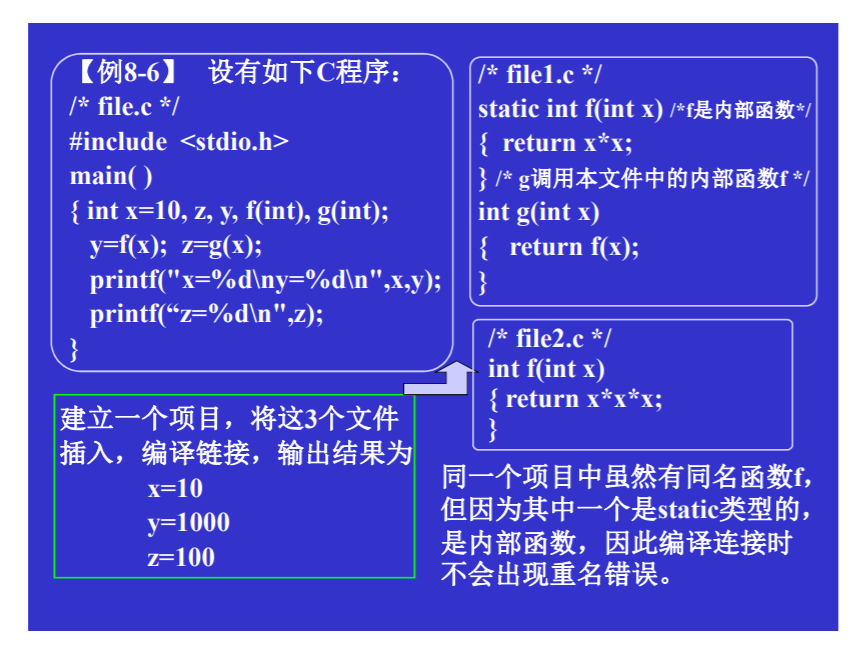 【例8-6】 设有如下C程序：
/* file.c */
#include <stdio.h>
main( )
{ int x=10, z, y, f(int), g(int);
y=f(x); z=g(x);
printf("x=%d\ny=%d\n",x,y);
printf(“z=%d\n",z);
}
/* file1.c */
static int f(int x) /*f是内部函数*/
{ return x*x;
} /* g调用本文件中的内部函数f */
int g(int x)
{ return f(x);
}
/* file2.c */
int f(int x)
{ return x*x*x;
}
建立一个项目，将这3个文件
插入，编译链接，输出结果为
x=10
y=1000
z=100
同一个项目中虽然有同名函数f，
但因为其中一个是static类型的，
是内部函数，因此编译连接时
不会出现重名错误。